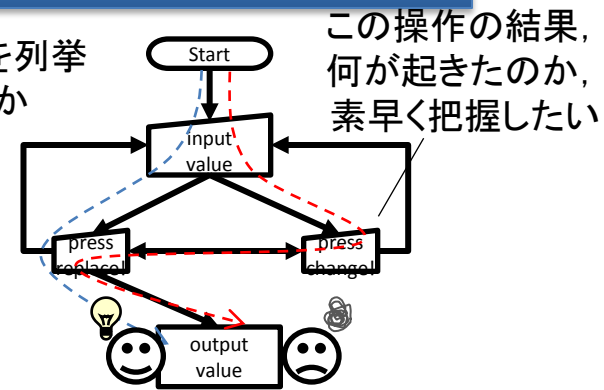 を列挙
か
この操作の結果,
何が起きたのか,
素早く把握したい
Start
input
value
press
replace!
press
change!
output
value